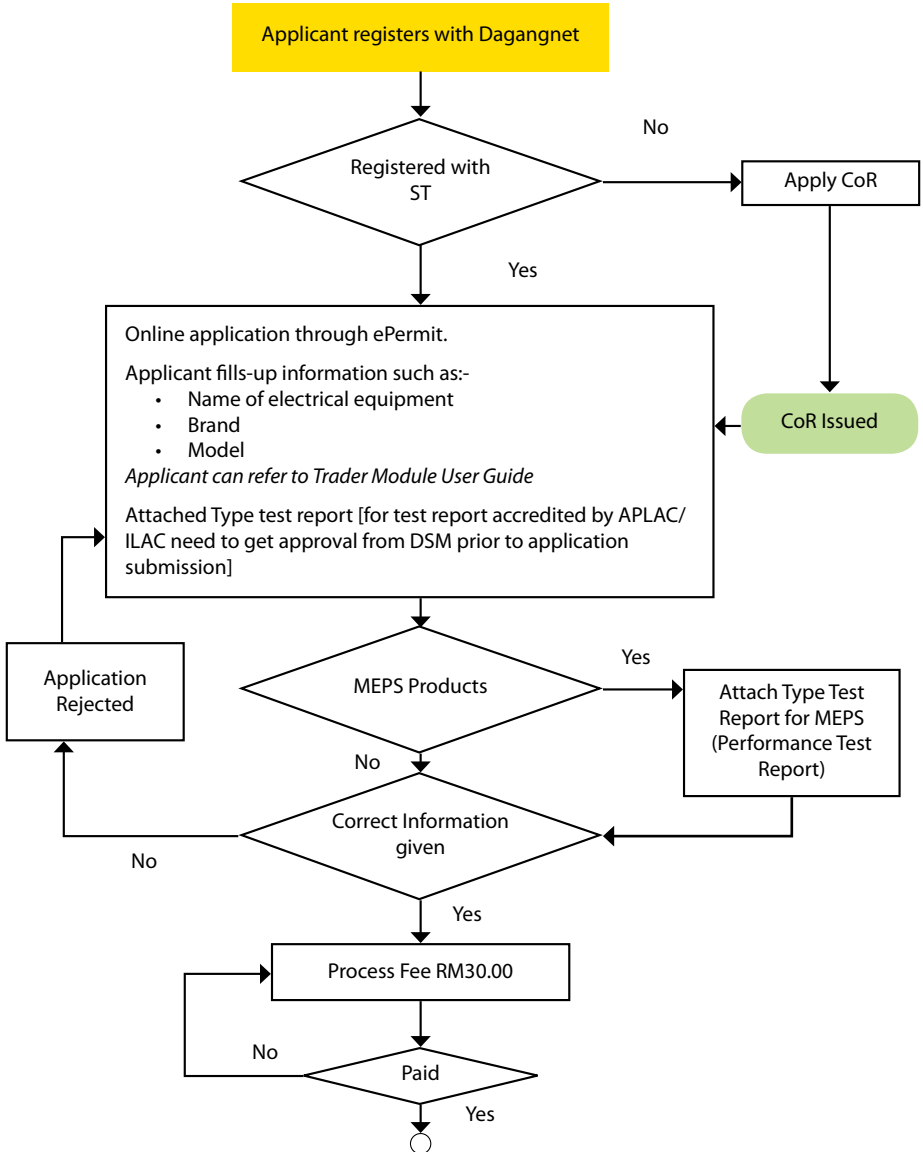 Applicant registers with Dagangnet
No
Registered with
ST
Apply CoR
Yes
Online application through ePermit.
Applicant fills-up information such as:-
• Name of electrical equipment
• Brand
• Model
Applicant can refer to Trader Module User Guide
Attached Type test report [for test report accredited by APLAC/
ILAC need to get approval from DSM prior to application
submission]
CoR Issued
Application
Rejected
MEPS Products
Yes
Attach Type Test
Report for MEPS
(Performance Test
Report)
No
Correct Information
given
No
Yes
Process Fee RM30.00
No
Paid
Yes